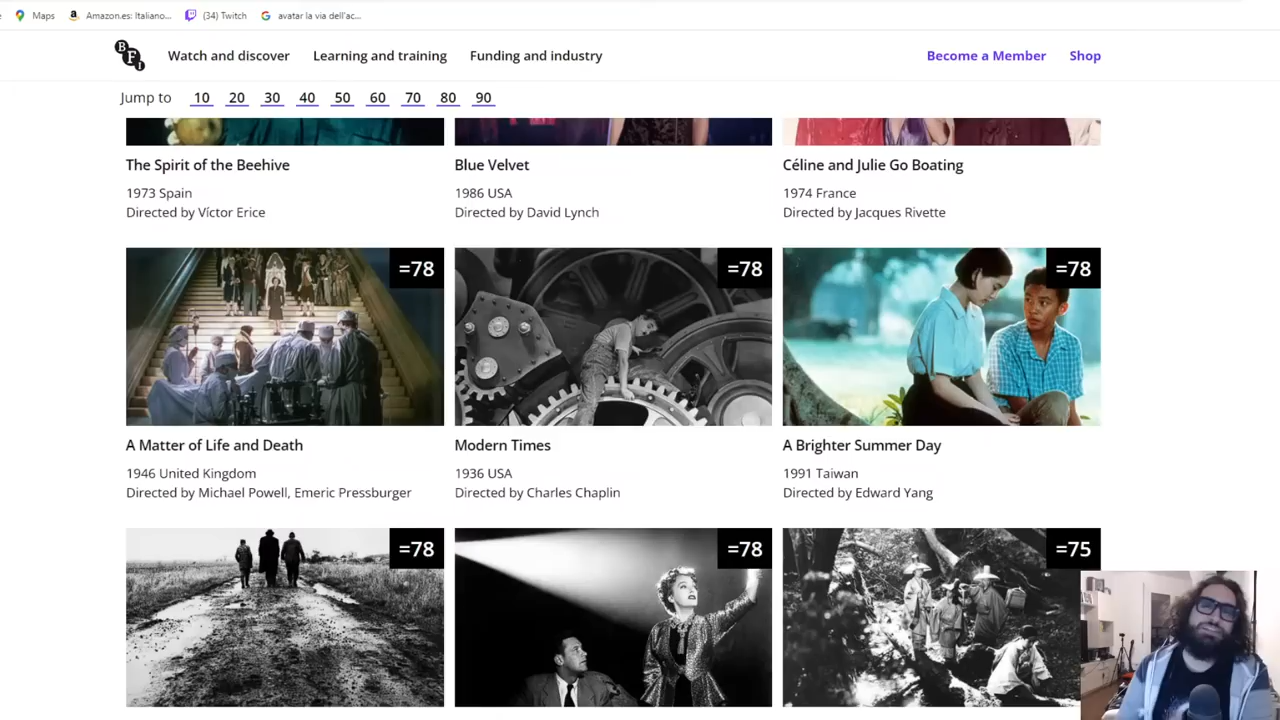 Maps
Amazon.es: Italiano...
(34) Twitch
avatar la via dell'ac...
BFI
Watch and discover
Learning and training
Funding and industry
Become a Member
Shop
Jump to 10 20 30 40 50 60 70 80 90
The Spirit of the Beehive
1973 Spain
Directed by Víctor Erice
Blue Velvet
1986 USA
Directed by David Lynch
Céline and Julie Go Boating
1974 France
Directed by Jacques Rivette
=78
A Matter of Life and Death
1946 United Kingdom
Directed by Michael Powell, Emeric Pressburger
=78
Modern Times
1936 USA
Directed by Charles Chaplin
=78
A Brighter Summer Day
1991 Taiwan
Directed by Edward Yang
=78
=78
=75